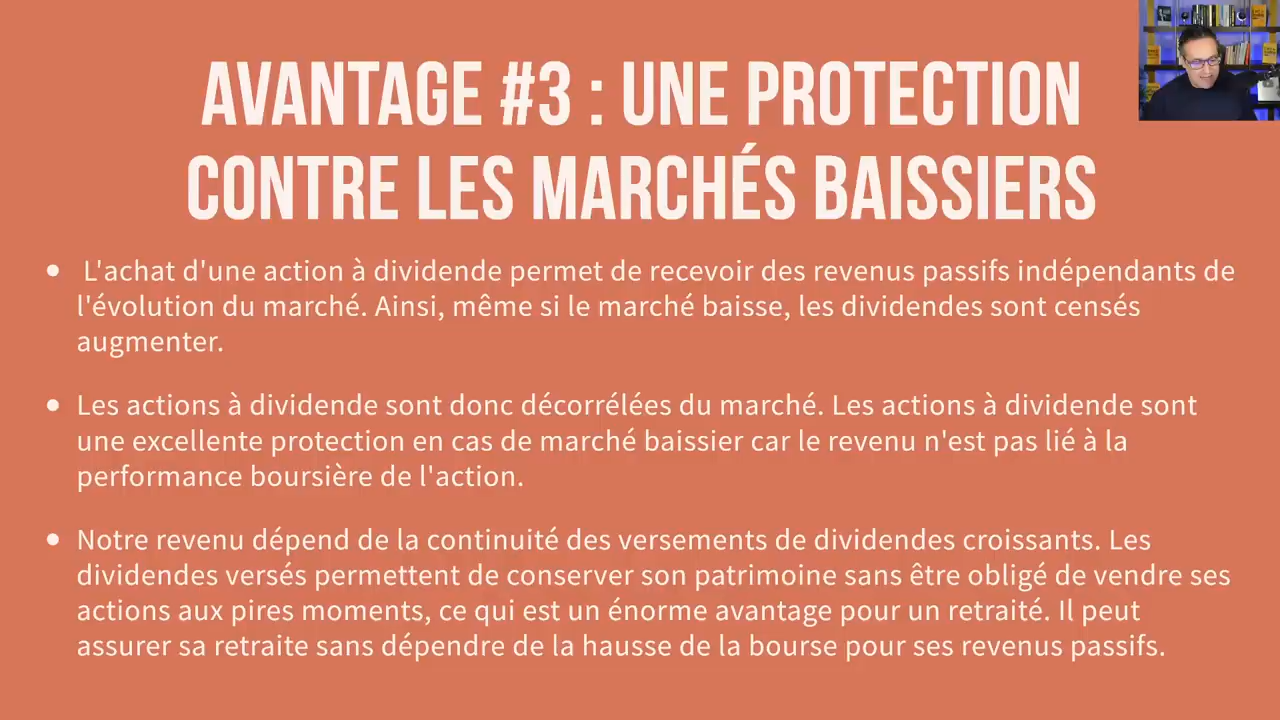 AVANTAGE #3 : UNE PROTECTION
CONTRE LES MARCHÉS BAISSIERS
• L'achat d'une action à dividende permet de recevoir des revenus passifs indépendants de
l'évolution du marché. Ainsi, même si le marché baisse, les dividendes sont censés
augmenter.
• Les actions à dividende sont donc décorrélées du marché. Les actions à dividende sont
une excellente protection en cas de marché baissier car le revenu n'est pas lié à la
performance boursière de l'action.
• Notre revenu dépend de la continuité des versements de dividendes croissants. Les
dividendes versés permettent de conserver son patrimoine sans être obligé de vendre ses
actions aux pires moments, ce qui est un énorme avantage pour un retraité. Il peut
assurer sa retraite sans dépendre de la hausse de la bourse pour ses revenus passifs.